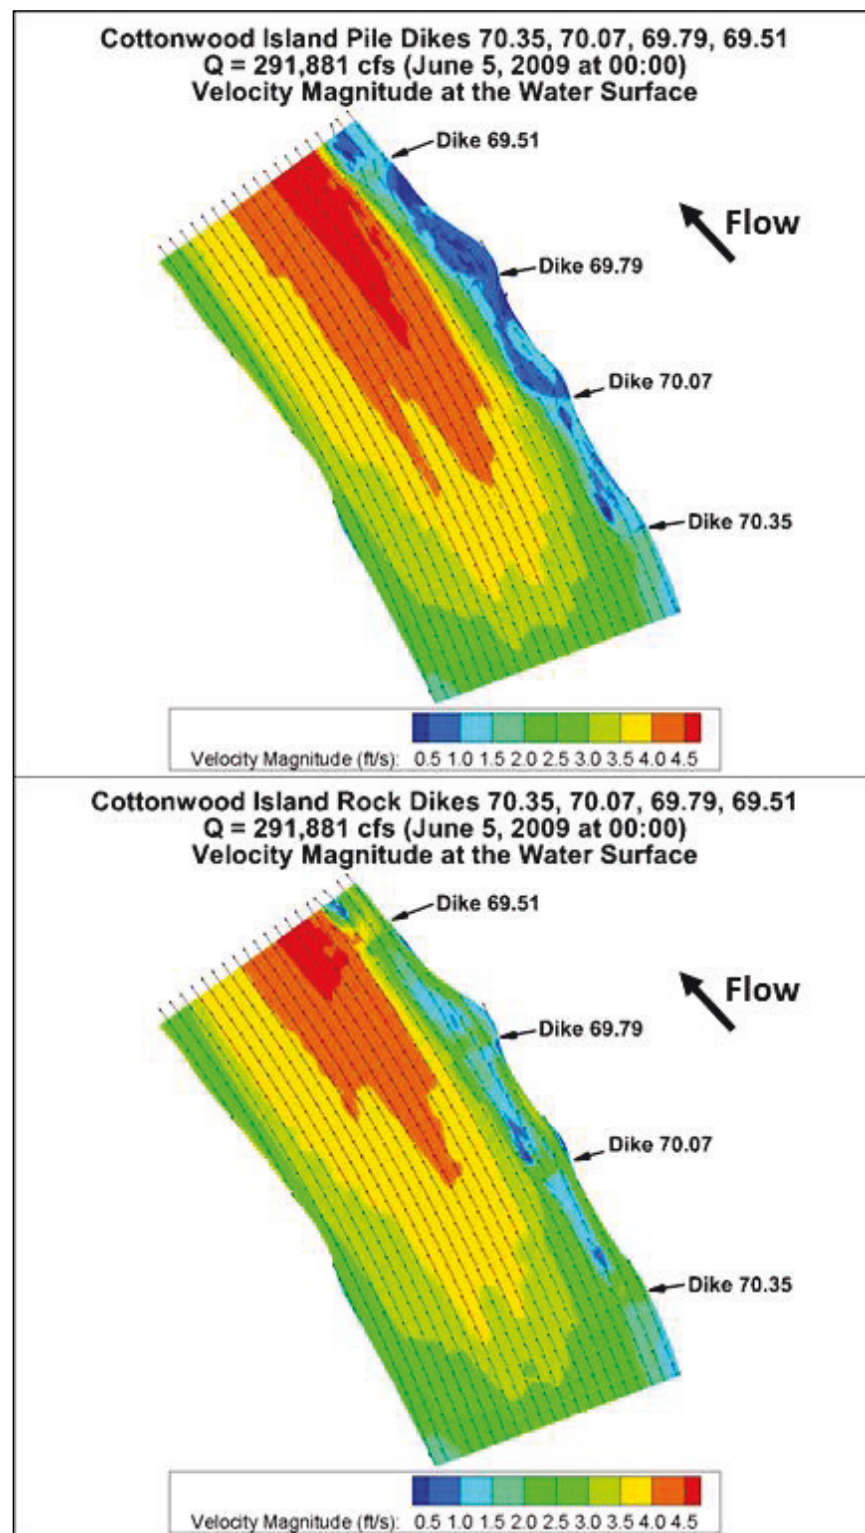 Cottonwood Island Pile Dikes 70.35, 70.07, 69.79, 69.51
Q = 291,881 cfs (June 5, 2009 at 00:00)
Velocity Magnitude at the Water Surface
Dike 69.51
Flow
Dike 69.79
Dike 70.07
Dike 70.35
Velocity Magnitude (ft/s): 0.5 1.0 1.5 2.0 2.5 3.0 3.5 4.0 4.5
Cottonwood Island Rock Dikes 70.35, 70.07, 69.79, 69.51
Q = 291,881 cfs (June 5, 2009 at 00:00)
Velocity Magnitude at the Water Surface
Dike 69.51
Flow
Dike 69.79
Dike 70.07
Dike 70.35
Velocity Magnitude (ft/s): 0.5 1.0 1.5 2.0 2.5 3.0 3.5 4.0 4.5